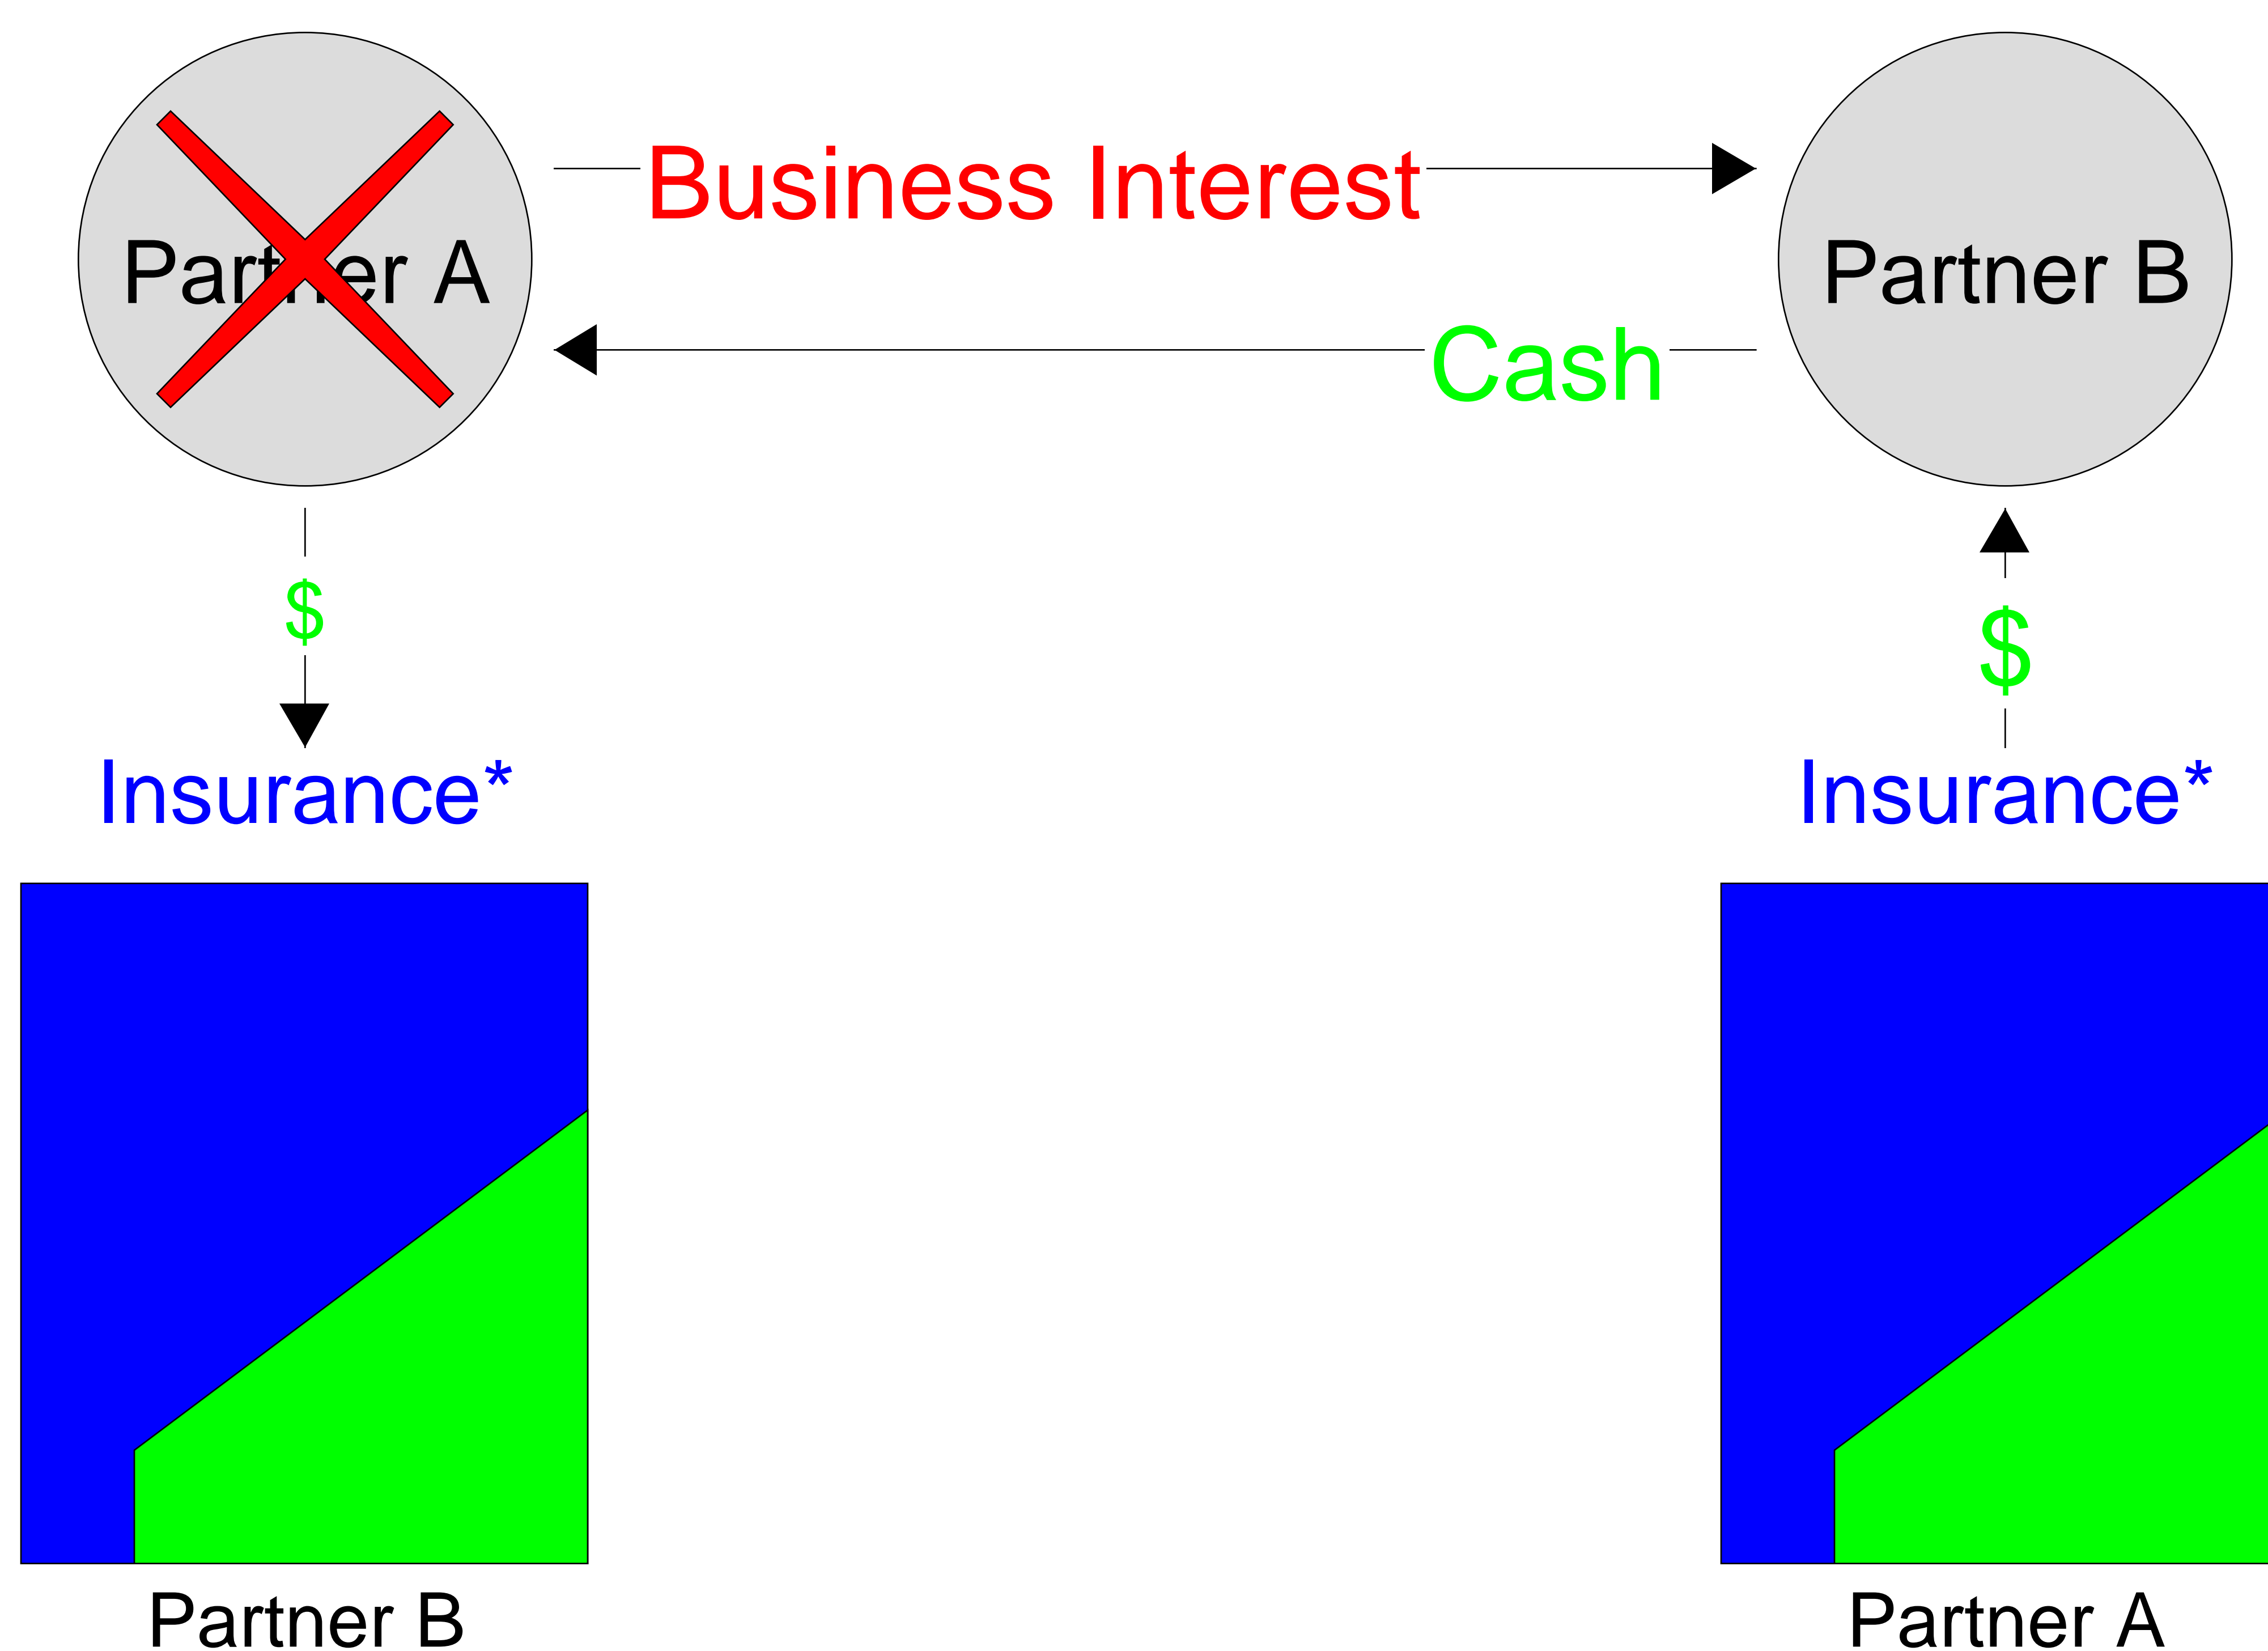 Business Interest
Partner A
Partner B
Cash
$
$
Insurance*
Insurance*
Partner B
Partner A